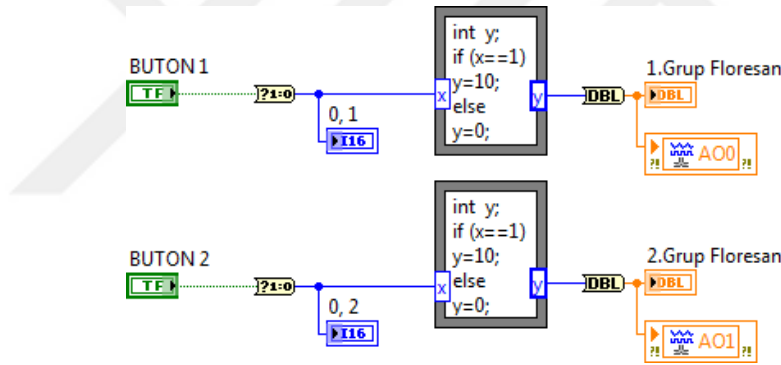 BUTON 1
TF
?1:0
0, 1
I16
x
int y;
if (x==1)
y=10;
else
y=0;
y
DBL
1.Grup Floresan
DBL
?! AO0 ?!
BUTON 2
TF
?1:0
0, 2
I16
x
int y;
if (x==1)
y=10;
else
y=0;
y
DBL
2.Grup Floresan
DBL
?! AO1 ?!